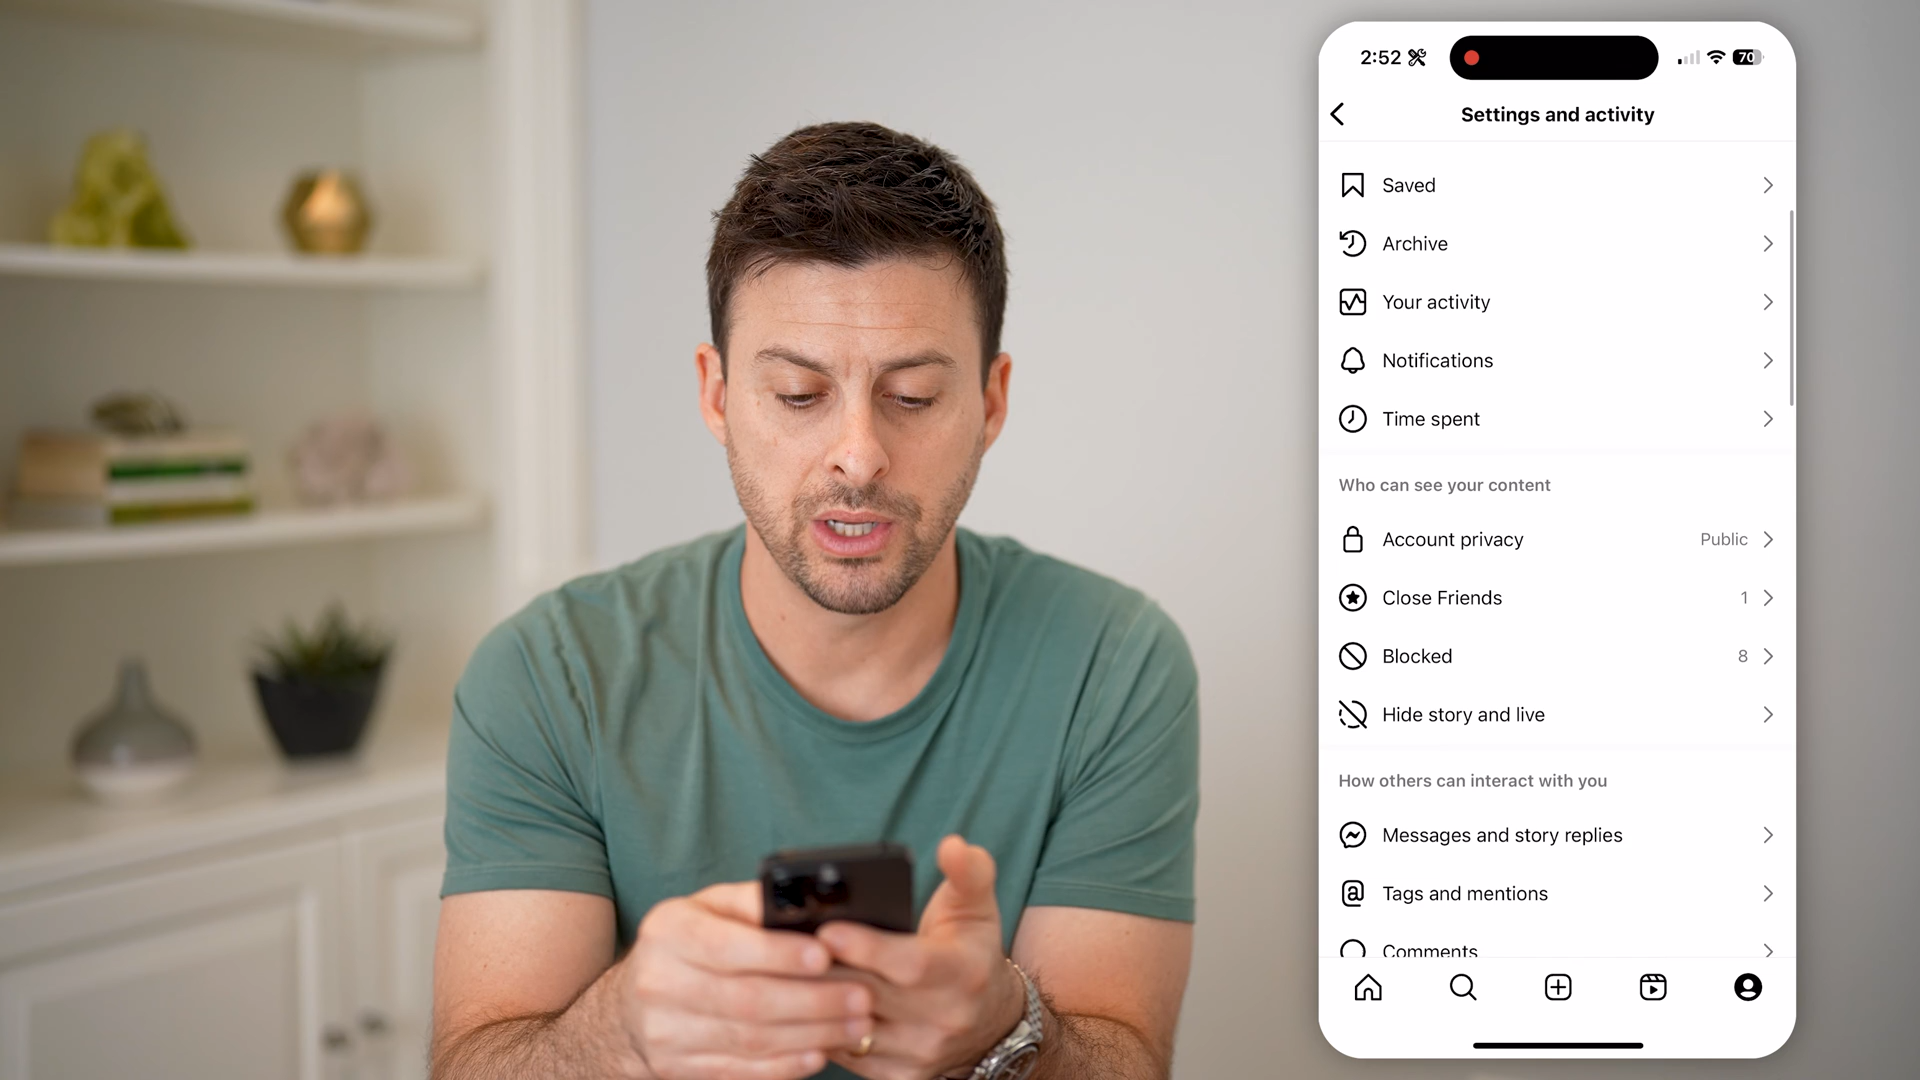 2:52
70
Settings and activity
Saved
Archive
Your activity
Notifications
Time spent
Who can see your content
Account privacy Public
Close Friends 1
Blocked 8
Hide story and live
How others can interact with you
Messages and story replies
Tags and mentions
Comments